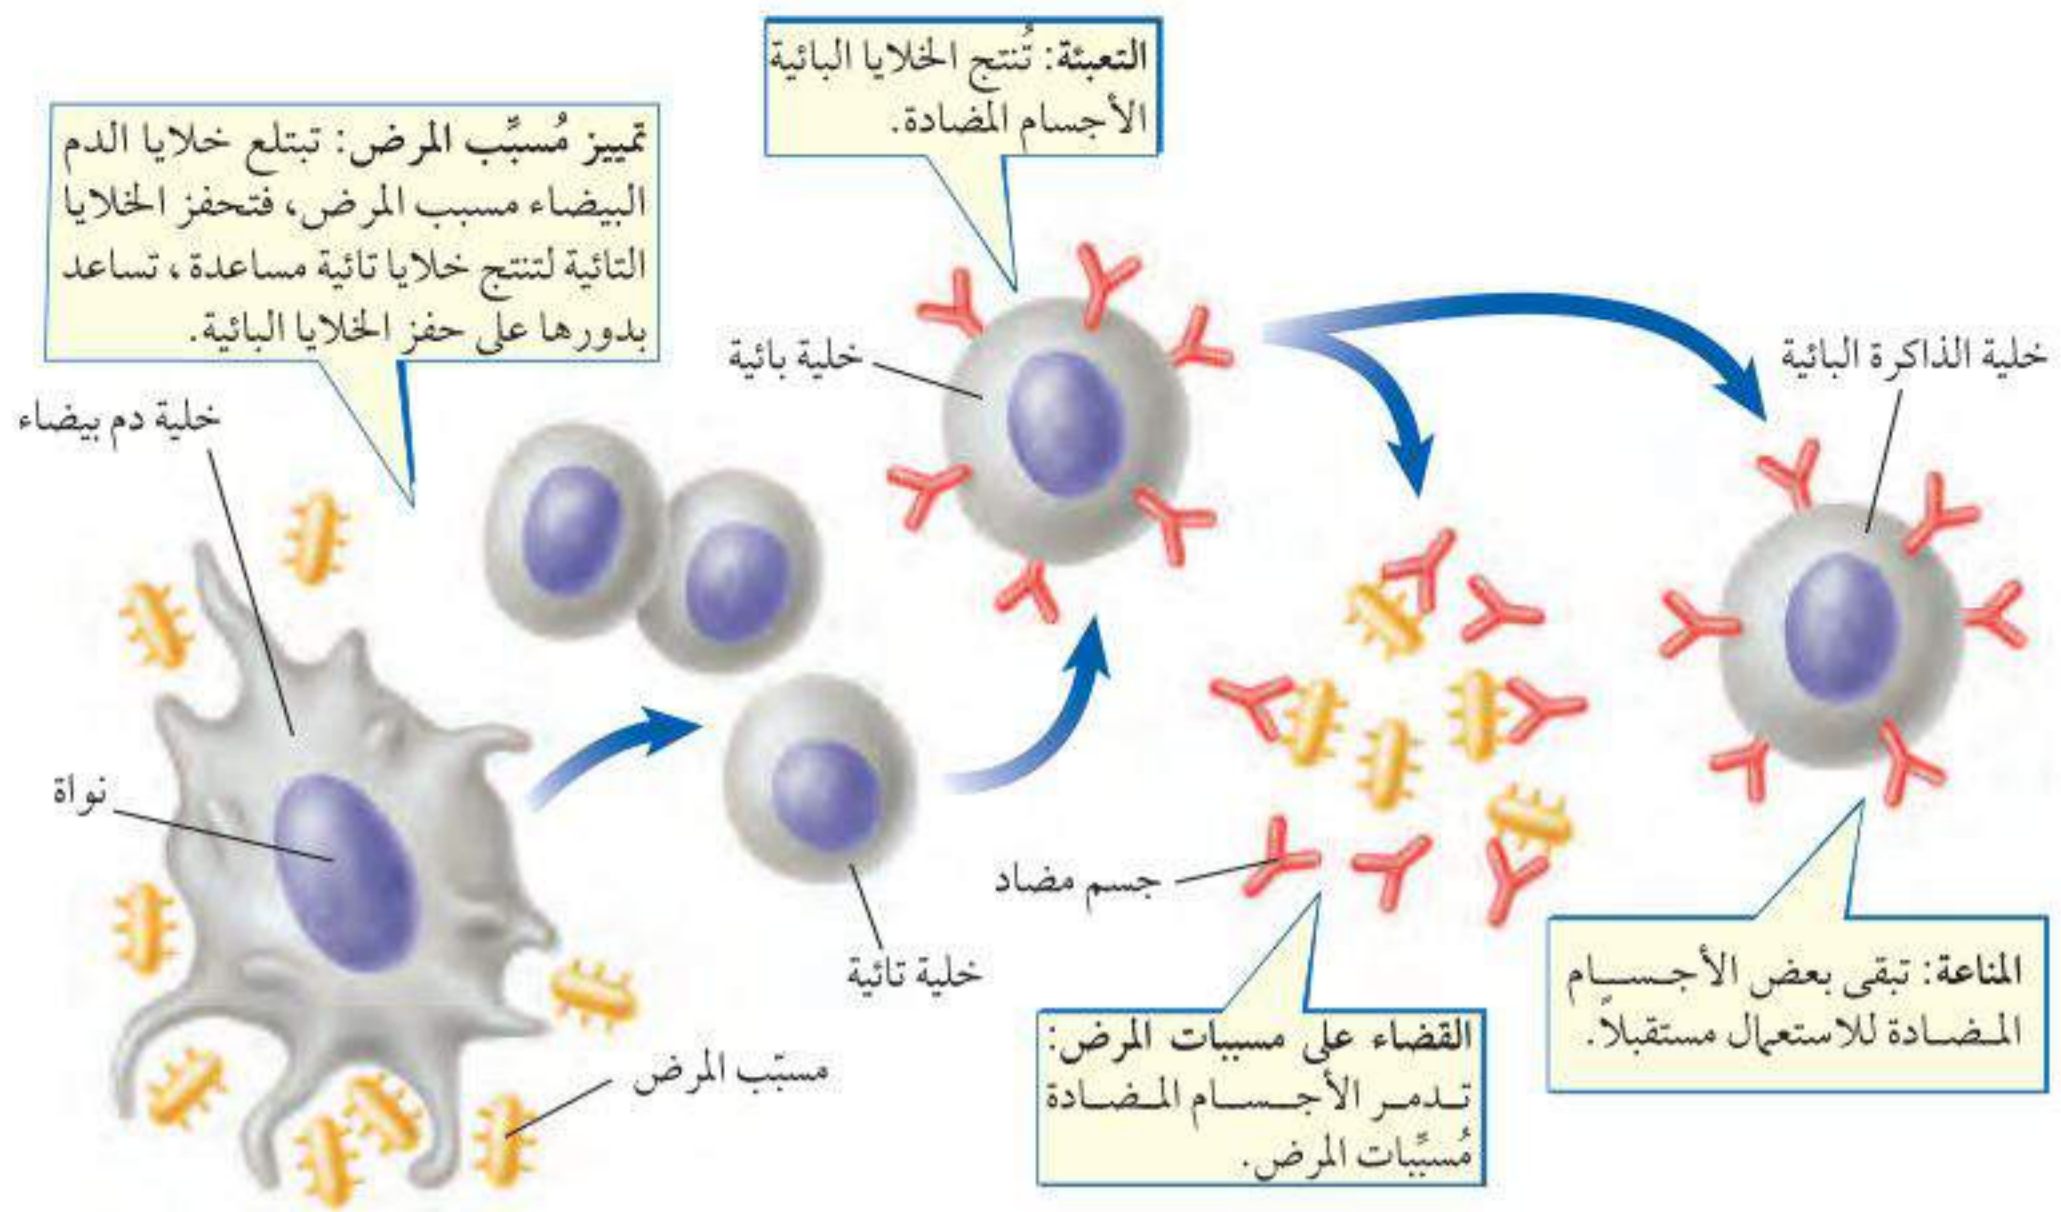 التعبئة: تُنتج الخلايا البائية
الأجسام المضادة.
تمييز مُسبِّب المرض: تبتلع خلايا الدم
البيضاء مسبب المرض، فتحفز الخلايا
التائية لتنتج خلايا تائية مساعدة، تساعد
بدورها على حفز الخلايا البائية.
خلية دم بيضاء
نواة
مسبّب المرض
خلية تائية
خلية بائية
خلية الذاكرة البائية
جسم مضاد
القضاء على مسببات المرض:
تدمر الأجسام المضادة
مُسبِّبات المرض.
المناعة: تبقى بعض الأجسام
المضادة للاستعمال مستقبلاً.